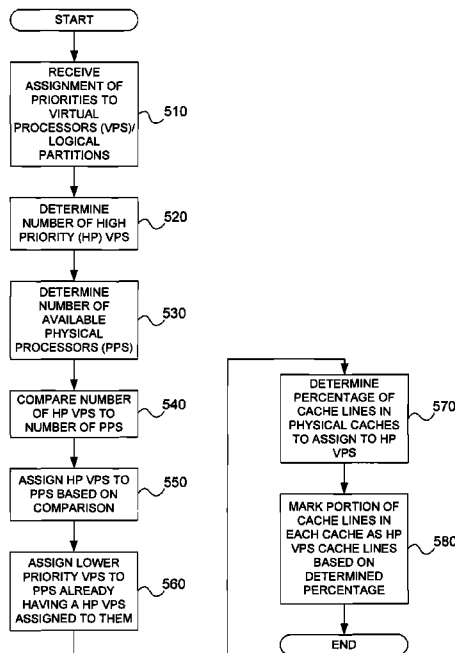 START
RECEIVE
ASSIGNMENT OF
PRIORITIES TO
VIRTUAL
PROCESSORS (VPS)/
LOGICAL
PARTITIONS
510
DETERMINE
NUMBER OF HIGH
PRIORITY (HP) VPS
520
DETERMINE
NUMBER OF
AVAILABLE
PHYSICAL
PROCESSORS (PPS)
530
COMPARE NUMBER
OF HP VPS TO
NUMBER OF PPS
540
ASSIGN HP VPS TO
PPS BASED ON
COMPARISON
550
ASSIGN LOWER
PRIORITY VPS TO
PPS ALREADY
HAVING A HP VPS
ASSIGNED TO THEM
560
DETERMINE
PERCENTAGE OF
CACHE LINES IN
PHYSICAL CACHES
TO ASSIGN TO HP
VPS
570
MARK PORTION OF
CACHE LINES IN
EACH CACHE AS HP
VPS CACHE LINES
BASED ON
DETERMINED
PERCENTAGE
580
END